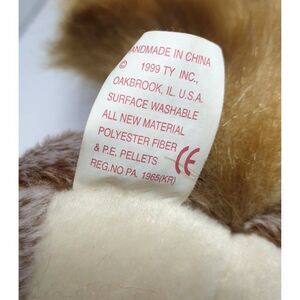 HANDMADE IN CHINA
© 1999 TY INC.,
OAKBROOK, IL. U.S.A.
SURFACE WASHABLE
ALL NEW MATERIAL
POLYESTER FIBER
& P.E. PELLETS CE
REG.NO PA. 1965(KR)